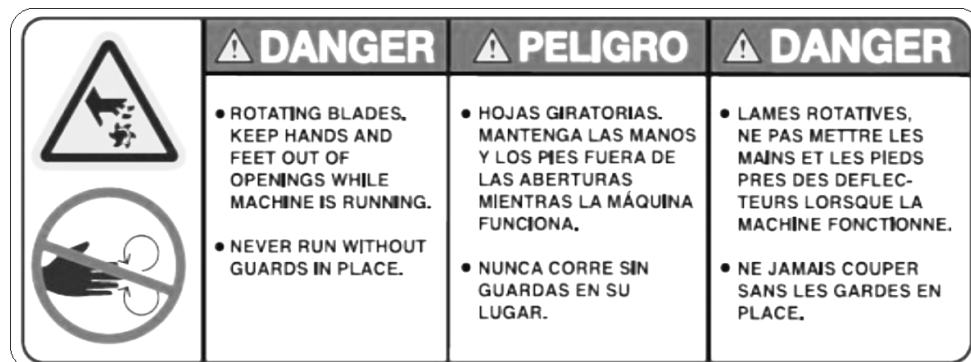 DANGER
• ROTATING BLADES.
KEEP HANDS AND
FEET OUT OF
OPENINGS WHILE
MACHINE IS RUNNING.
• NEVER RUN WITHOUT
GUARDS IN PLACE.
PELIGRO
• HOJAS GIRATORIAS.
MANTENGA LAS MANOS
Y LOS PIES FUERA DE
LAS ABERTURAS
MIENTRAS LA MÁQUINA
FUNCIONA.
• NUNCA CORRE SIN
GUARDAS EN SU
LUGAR.
DANGER
• LAMES ROTATIVES,
NE PAS METTRE LES
MAINS ET LES PIEDS
PRES DES DEFLEC-
TEURS LORSQUE LA
MACHINE FONCTIONNE.
• NE JAMAIS COUPER
SANS LES GARDES EN
PLACE.